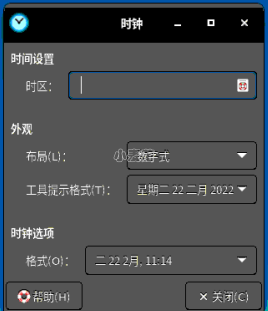 时钟
时间设置
时区：
外观
布局(L)： 数字式
工具提示格式(T)： 星期二 22 二月 2022
时钟选项
格式(O)： 二 22 2月, 11:14
帮助(H) 关闭(C)